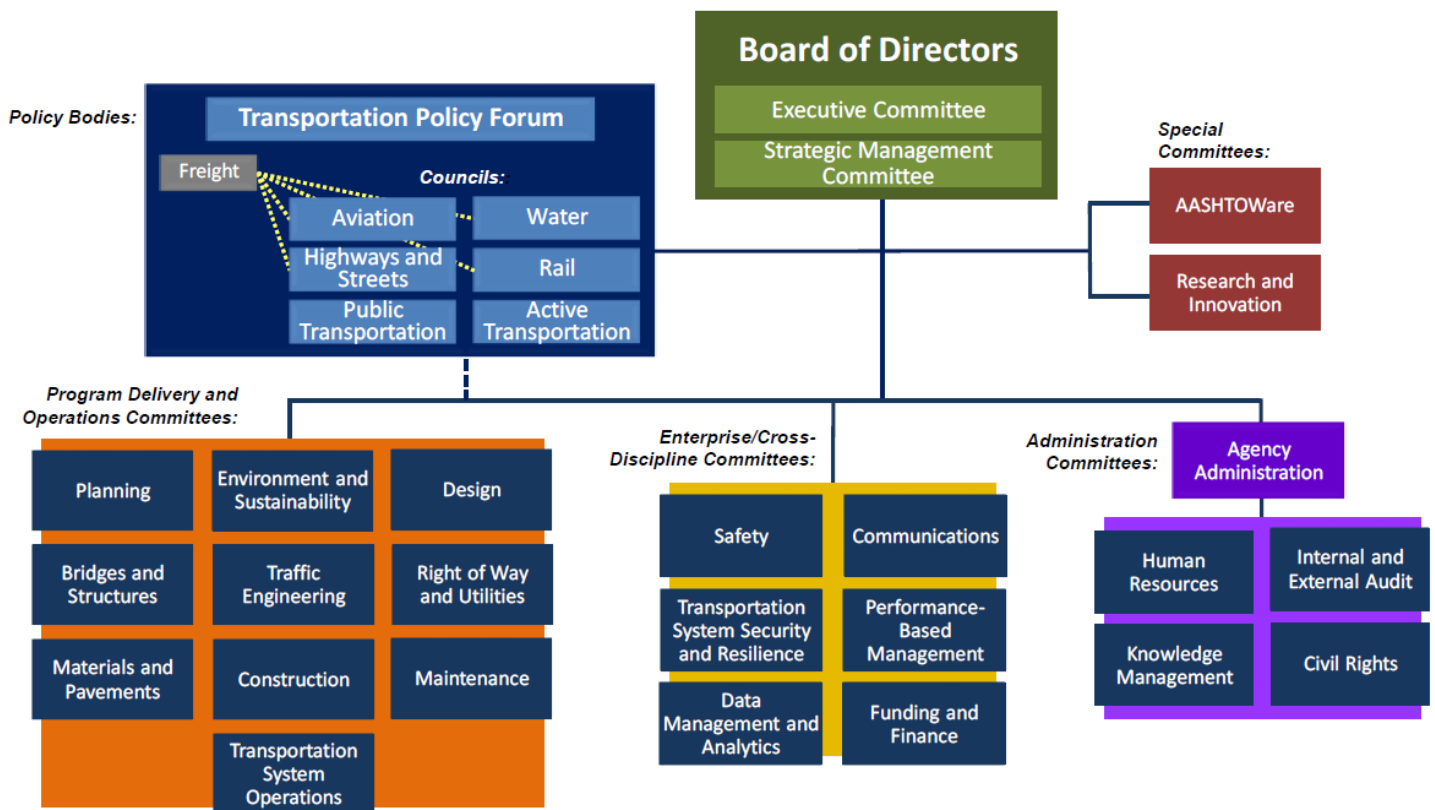 Board of Directors
Executive Committee
Strategic Management
Committee
Policy Bodies:
Transportation Policy Forum
Freight
Councils:
Aviation
Water
Highways and
Streets
Rail
Public
Transportation
Active
Transportation
Special
Committees:
AASHTOWare
Research and
Innovation
Program Delivery and
Operations Committees:
Planning
Environment and
Sustainability
Design
Bridges and
Structures
Traffic
Engineering
Right of Way
and Utilities
Materials and
Pavements
Construction
Maintenance
Transportation
System
Operations
Enterprise/Cross-
Discipline Committees:
Safety
Communications
Transportation
System Security
and Resilience
Performance-
Based
Management
Data
Management and
Analytics
Funding and
Finance
Administration
Committees:
Agency
Administration
Human
Resources
Internal and
External Audit
Knowledge
Management
Civil Rights